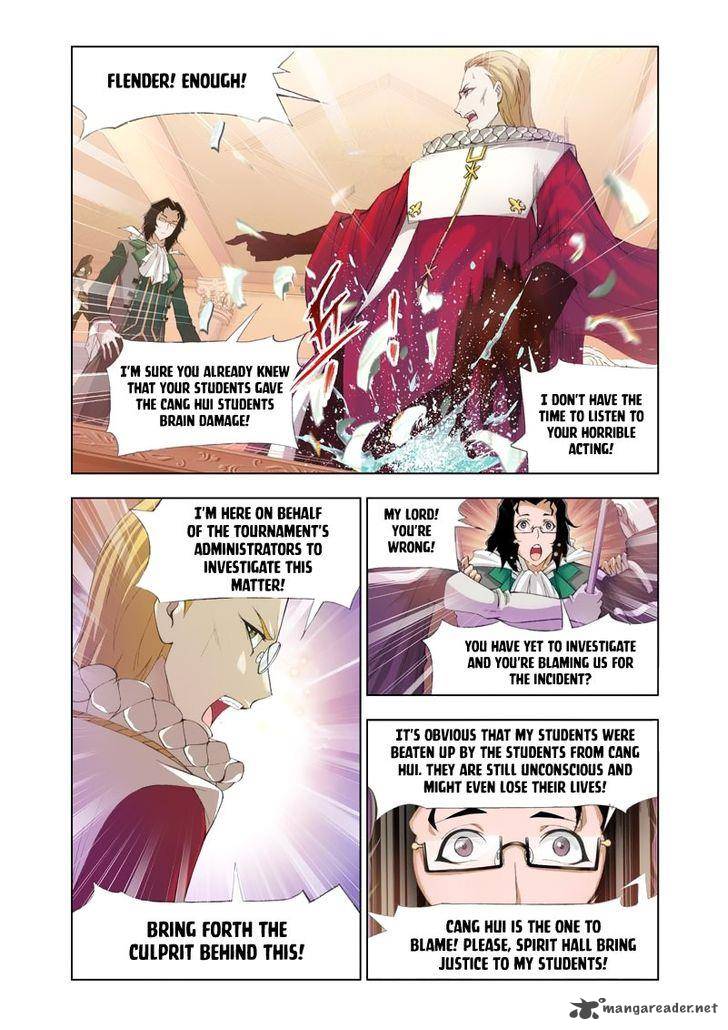 FLENDER! ENOUGH!
I'M SURE YOU ALREADY KNEW
THAT YOUR STUDENTS GAVE
THE CANG HUI STUDENTS
BRAIN DAMAGE!
I DON'T HAVE THE
TIME TO LISTEN TO
YOUR HORRIBLE
ACTING!
I'M HERE ON BEHALF
OF THE TOURNAMENT'S
ADMINISTRATORS TO
INVESTIGATE THIS
MATTER!
BRING FORTH THE
CULPRIT BEHIND THIS!
MY LORD!
YOU'RE
WRONG!
YOU HAVE YET TO INVESTIGATE
AND YOU'RE BLAMING US FOR
THE INCIDENT?
IT'S OBVIOUS THAT MY STUDENTS WERE
BEATEN UP BY THE STUDENTS FROM CANG
HUI. THEY ARE STILL UNCONSCIOUS AND
MIGHT EVEN LOSE THEIR LIVES!
CANG HUI IS THE ONE TO
BLAME! PLEASE, SPIRIT HALL BRING
JUSTICE TO MY STUDENTS!
mangareader.net